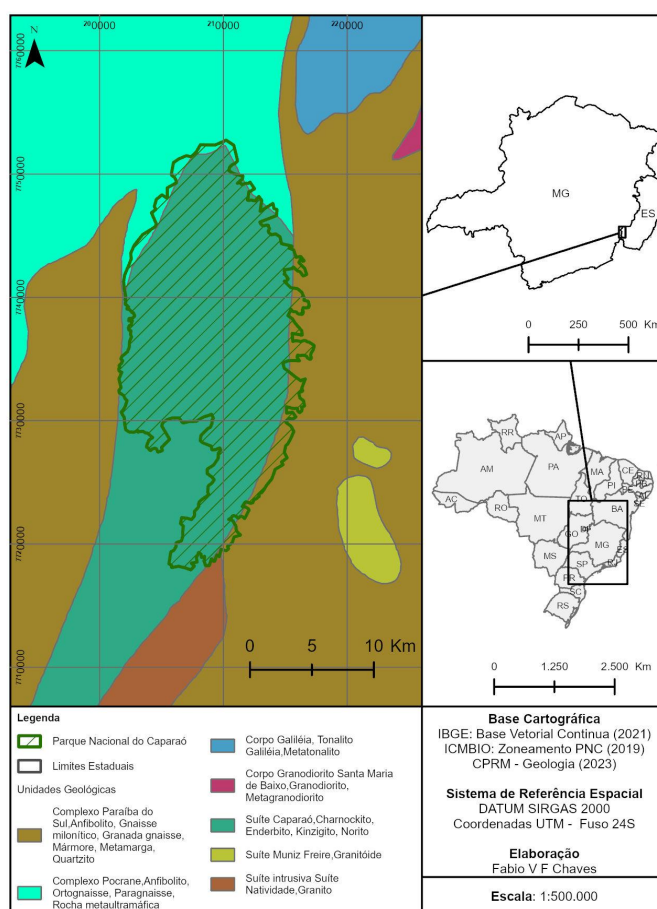 200000
210000
220000
N
7760000
7750000
7740000
7730000
7720000
7710000
0
5
10 Km
MG
ES
0
250
500 Km
RR
AP
AM
PA
MA
CE
PI
AC
RO
TO
BA
MT
GO
MG
ES
MS
SP
RJ
PR
SC
RS
0
1.250
2.500 Km
Legenda
Parque Nacional do Caparaó
Limites Estaduais
Unidades Geológicas
Complexo Paraíba do
Sul,Anfibolito, Gnaisse
milonítico, Granada gnaisse,
Mármore, Metamarga,
Quartzito
Complexo Pocrane,Anfibolito,
Ortognaisse, Paragnaisse,
Rocha metaultramáfica
Corpo Galiléia, Tonalito
Galiléia,Metatonalito
Corpo Granodiorito Santa Maria
de Baixo,Granodiorito,
Metagranodiorito
Suíte Caparaó,Charnockito,
Enderbito, Kinzigito, Norito
Suíte Muniz Freire,Granitóide
Suíte intrusiva Suíte
Natividade,Granito
Base Cartográfica
IBGE: Base Vetorial Continua (2021)
ICMBIO: Zoneamento PNC (2019)
CPRM - Geologia (2023)
Sistema de Referência Espacial
DATUM SIRGAS 2000
Coordenadas UTM - Fuso 24S
Elaboração
Fabio V F Chaves
Escala: 1:500.000